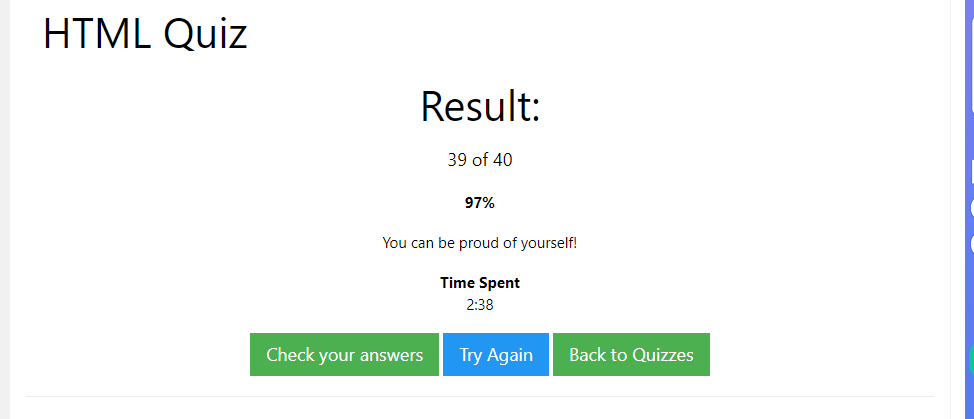 HTML Quiz
Result:
39 of 40
97%
You can be proud of yourself!
Time Spent
2:38
Check your answers
Try Again
Back to Quizzes